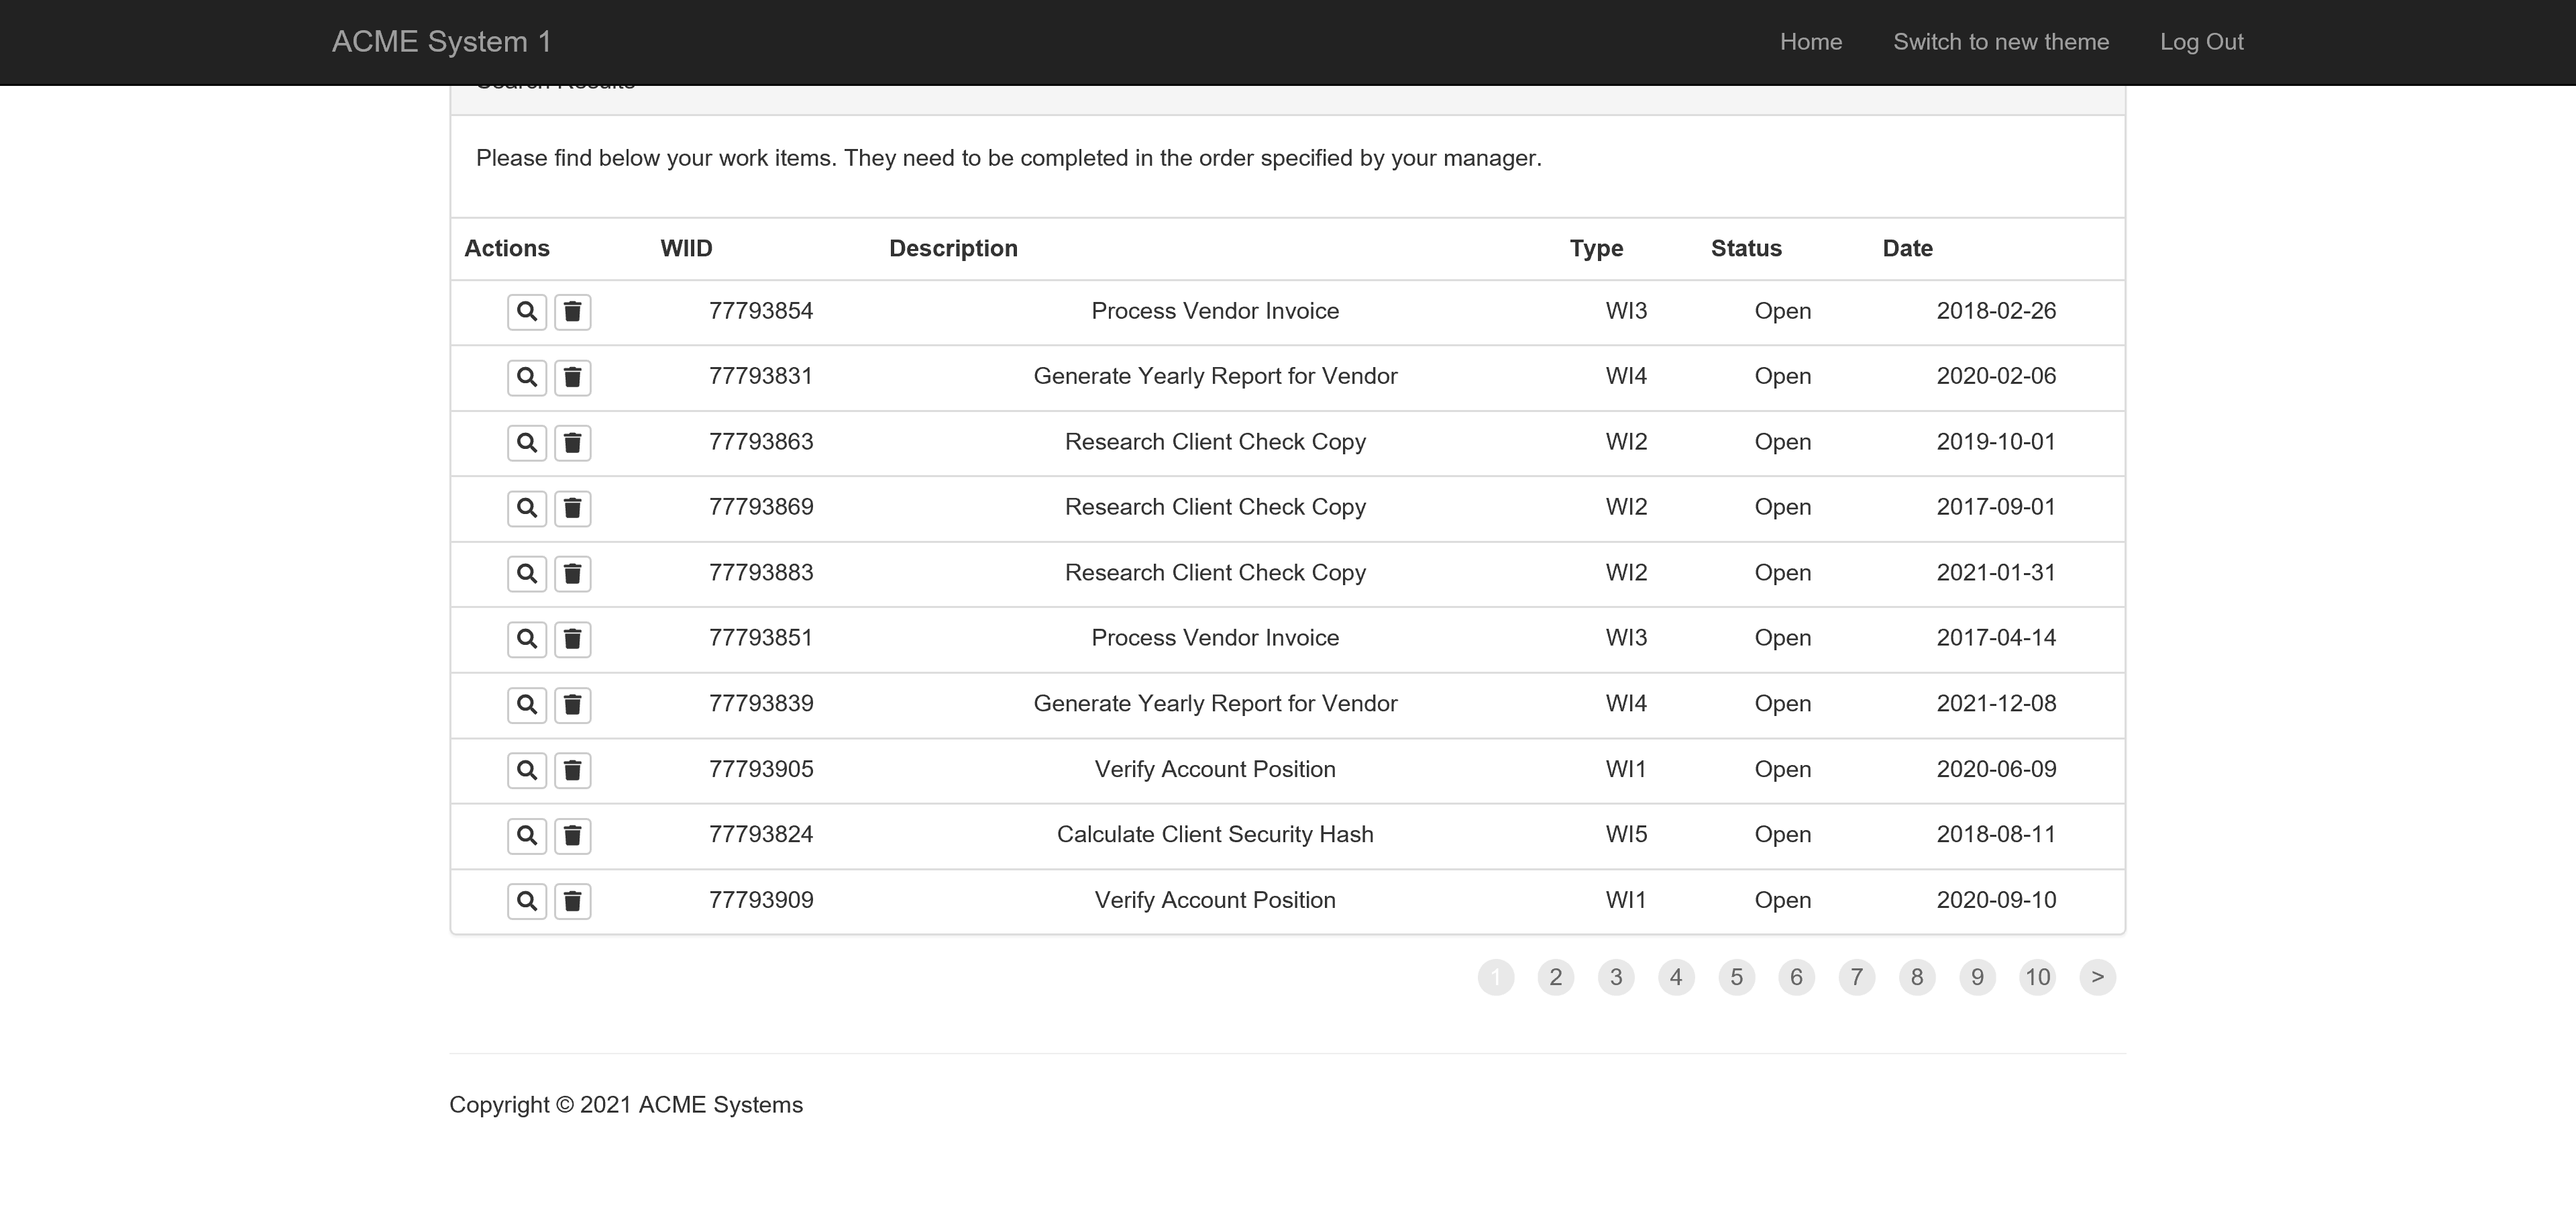 ACME System 1 Home Switch to new theme Log Out
Search Results
Please find below your work items. They need to be completed in the order specified by your manager.
Actions WIID Description Type Status Date
77793854 Process Vendor Invoice WI3 Open 2018-02-26
77793831 Generate Yearly Report for Vendor WI4 Open 2020-02-06
77793863 Research Client Check Copy WI2 Open 2019-10-01
77793869 Research Client Check Copy WI2 Open 2017-09-01
77793883 Research Client Check Copy WI2 Open 2021-01-31
77793851 Process Vendor Invoice WI3 Open 2017-04-14
77793839 Generate Yearly Report for Vendor WI4 Open 2021-12-08
77793905 Verify Account Position WI1 Open 2020-06-09
77793824 Calculate Client Security Hash WI5 Open 2018-08-11
77793909 Verify Account Position WI1 Open 2020-09-10
1 2 3 4 5 6 7 8 9 10 >
Copyright © 2021 ACME Systems